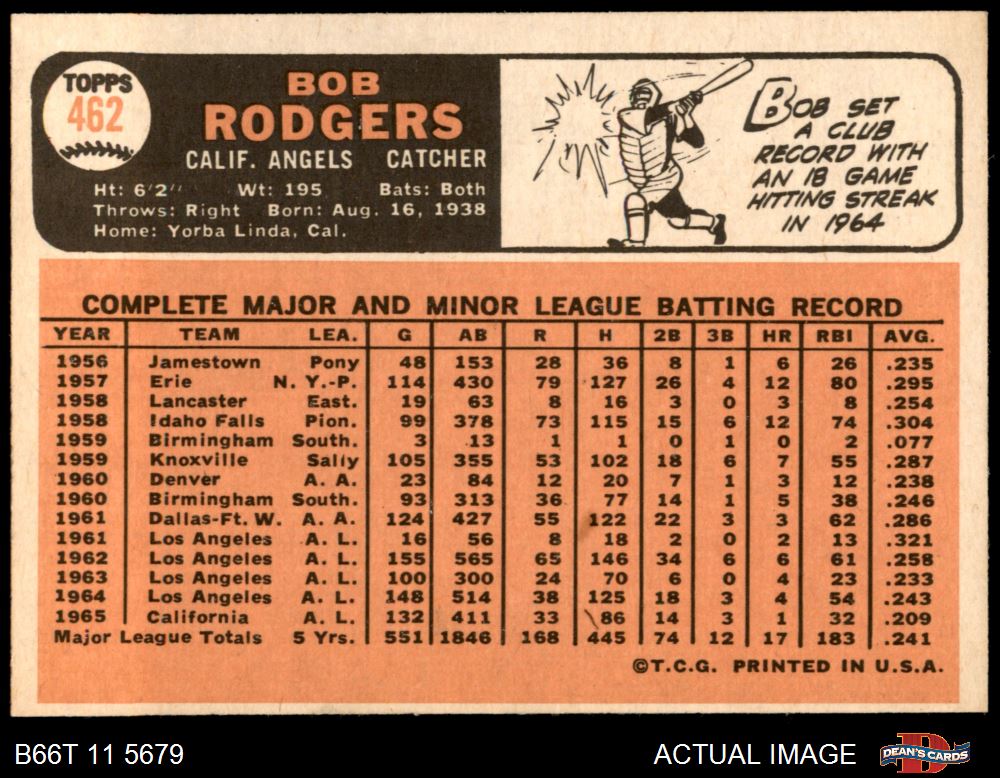 TOPPS
462
BOB
RODGERS
CALIF. ANGELS CATCHER
Ht: 6'2" Wt: 195 Bats: Both
Throws: Right Born: Aug. 16, 1938
Home: Yorba Linda, Cal.
BOB SET
A CLUB
RECORD WITH
AN 18 GAME
HITTING STREAK
IN 1964
COMPLETE MAJOR AND MINOR LEAGUE BATTING RECORD
YEAR TEAM LEA. G AB R H 2B 3B HR RBI AVG.
1956 Jamestown Pony 48 153 28 36 8 1 6 26 .235
1957 Erie N. Y.-P. 114 430 79 127 26 4 12 80 .295
1958 Lancaster East. 19 63 8 16 3 0 3 8 .254
1958 Idaho Falls Pion. 99 378 73 115 15 6 12 74 .304
1959 Birmingham South. 3 13 1 1 0 1 0 2 .077
1959 Knoxville Sally 105 355 53 102 18 6 7 55 .287
1960 Denver A. A. 23 84 12 20 7 1 3 12 .238
1960 Birmingham South. 93 313 36 77 14 1 5 38 .246
1961 Dallas-Ft. W. A. A. 124 427 55 122 22 3 3 62 .286
1961 Los Angeles A. L. 16 56 8 18 2 0 2 13 .321
1962 Los Angeles A. L. 155 565 65 146 34 6 6 61 .258
1963 Los Angeles A. L. 100 300 24 70 6 0 4 23 .233
1964 Los Angeles A. L. 148 514 38 125 18 3 4 54 .243
1965 California A. L. 132 411 33 86 14 3 1 32 .209
Major League Totals 5 Yrs. 551 1846 168 445 74 12 17 183 .241
©T.C.G. PRINTED IN U.S.A.
B66T 11 5679 ACTUAL IMAGE DEAN'S CARDS